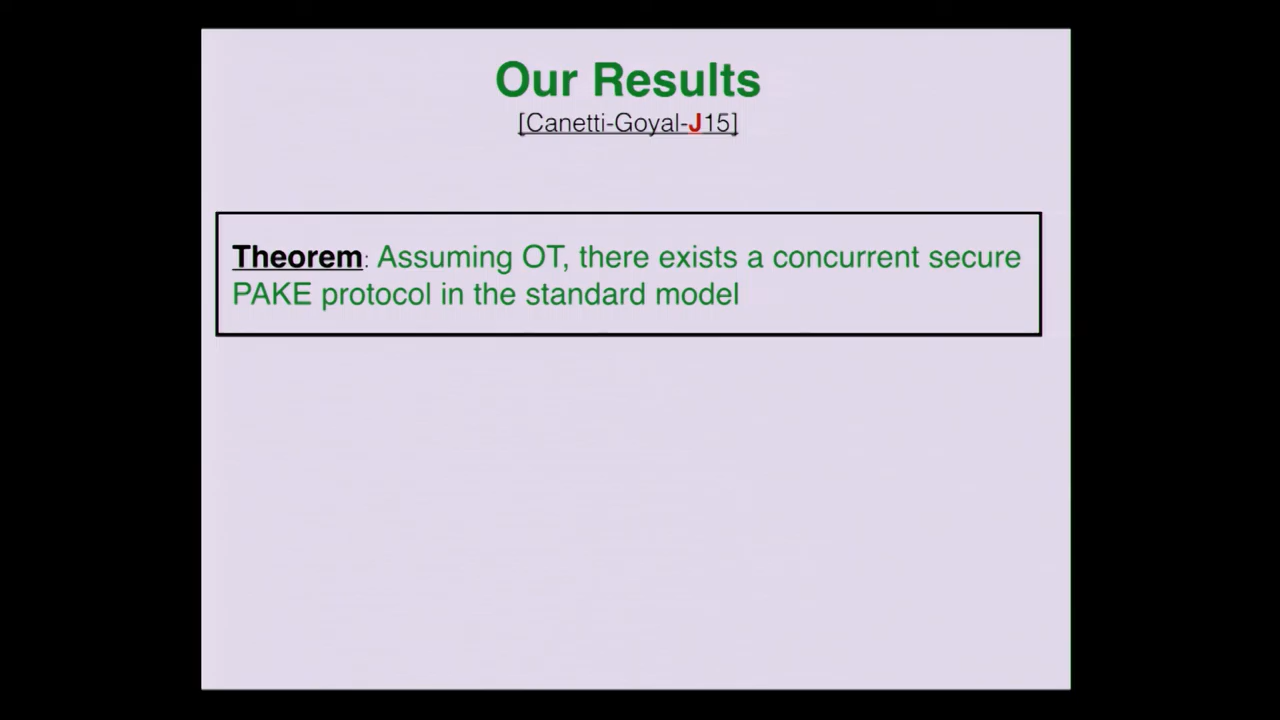 Our Results
[Canetti-Goyal-J15]
Theorem: Assuming OT, there exists a concurrent secure
PAKE protocol in the standard model